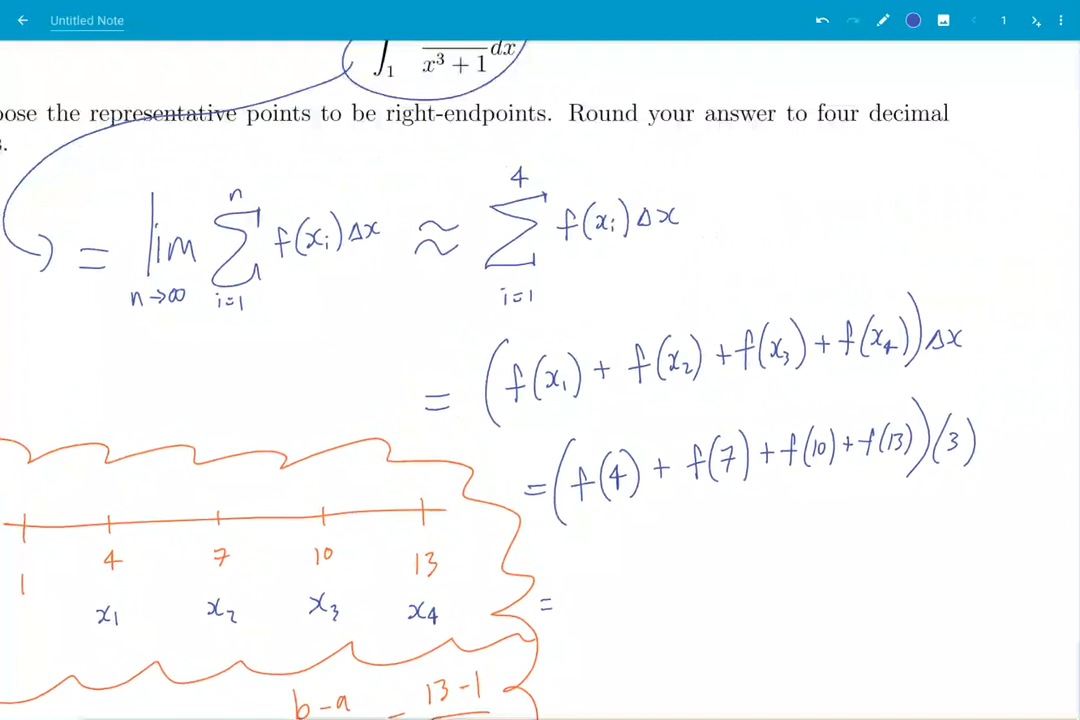 Untitled Note 1
∫₁ x³ + 1 dx
ose the representative points to be right-endpoints. Round your answer to four decimal
s.
= lim n→∞ Σ i=1 n f(xᵢ)Δx ≈ Σ i=1 4 f(xᵢ)Δx
= (f(x₁) + f(x₂) + f(x₃) + f(x₄))Δx
= (f(4) + f(7) + f(10) + f(13))(3)
1 4 7 10 13
x₁ x₂ x₃ x₄
=
b-a = 13-1